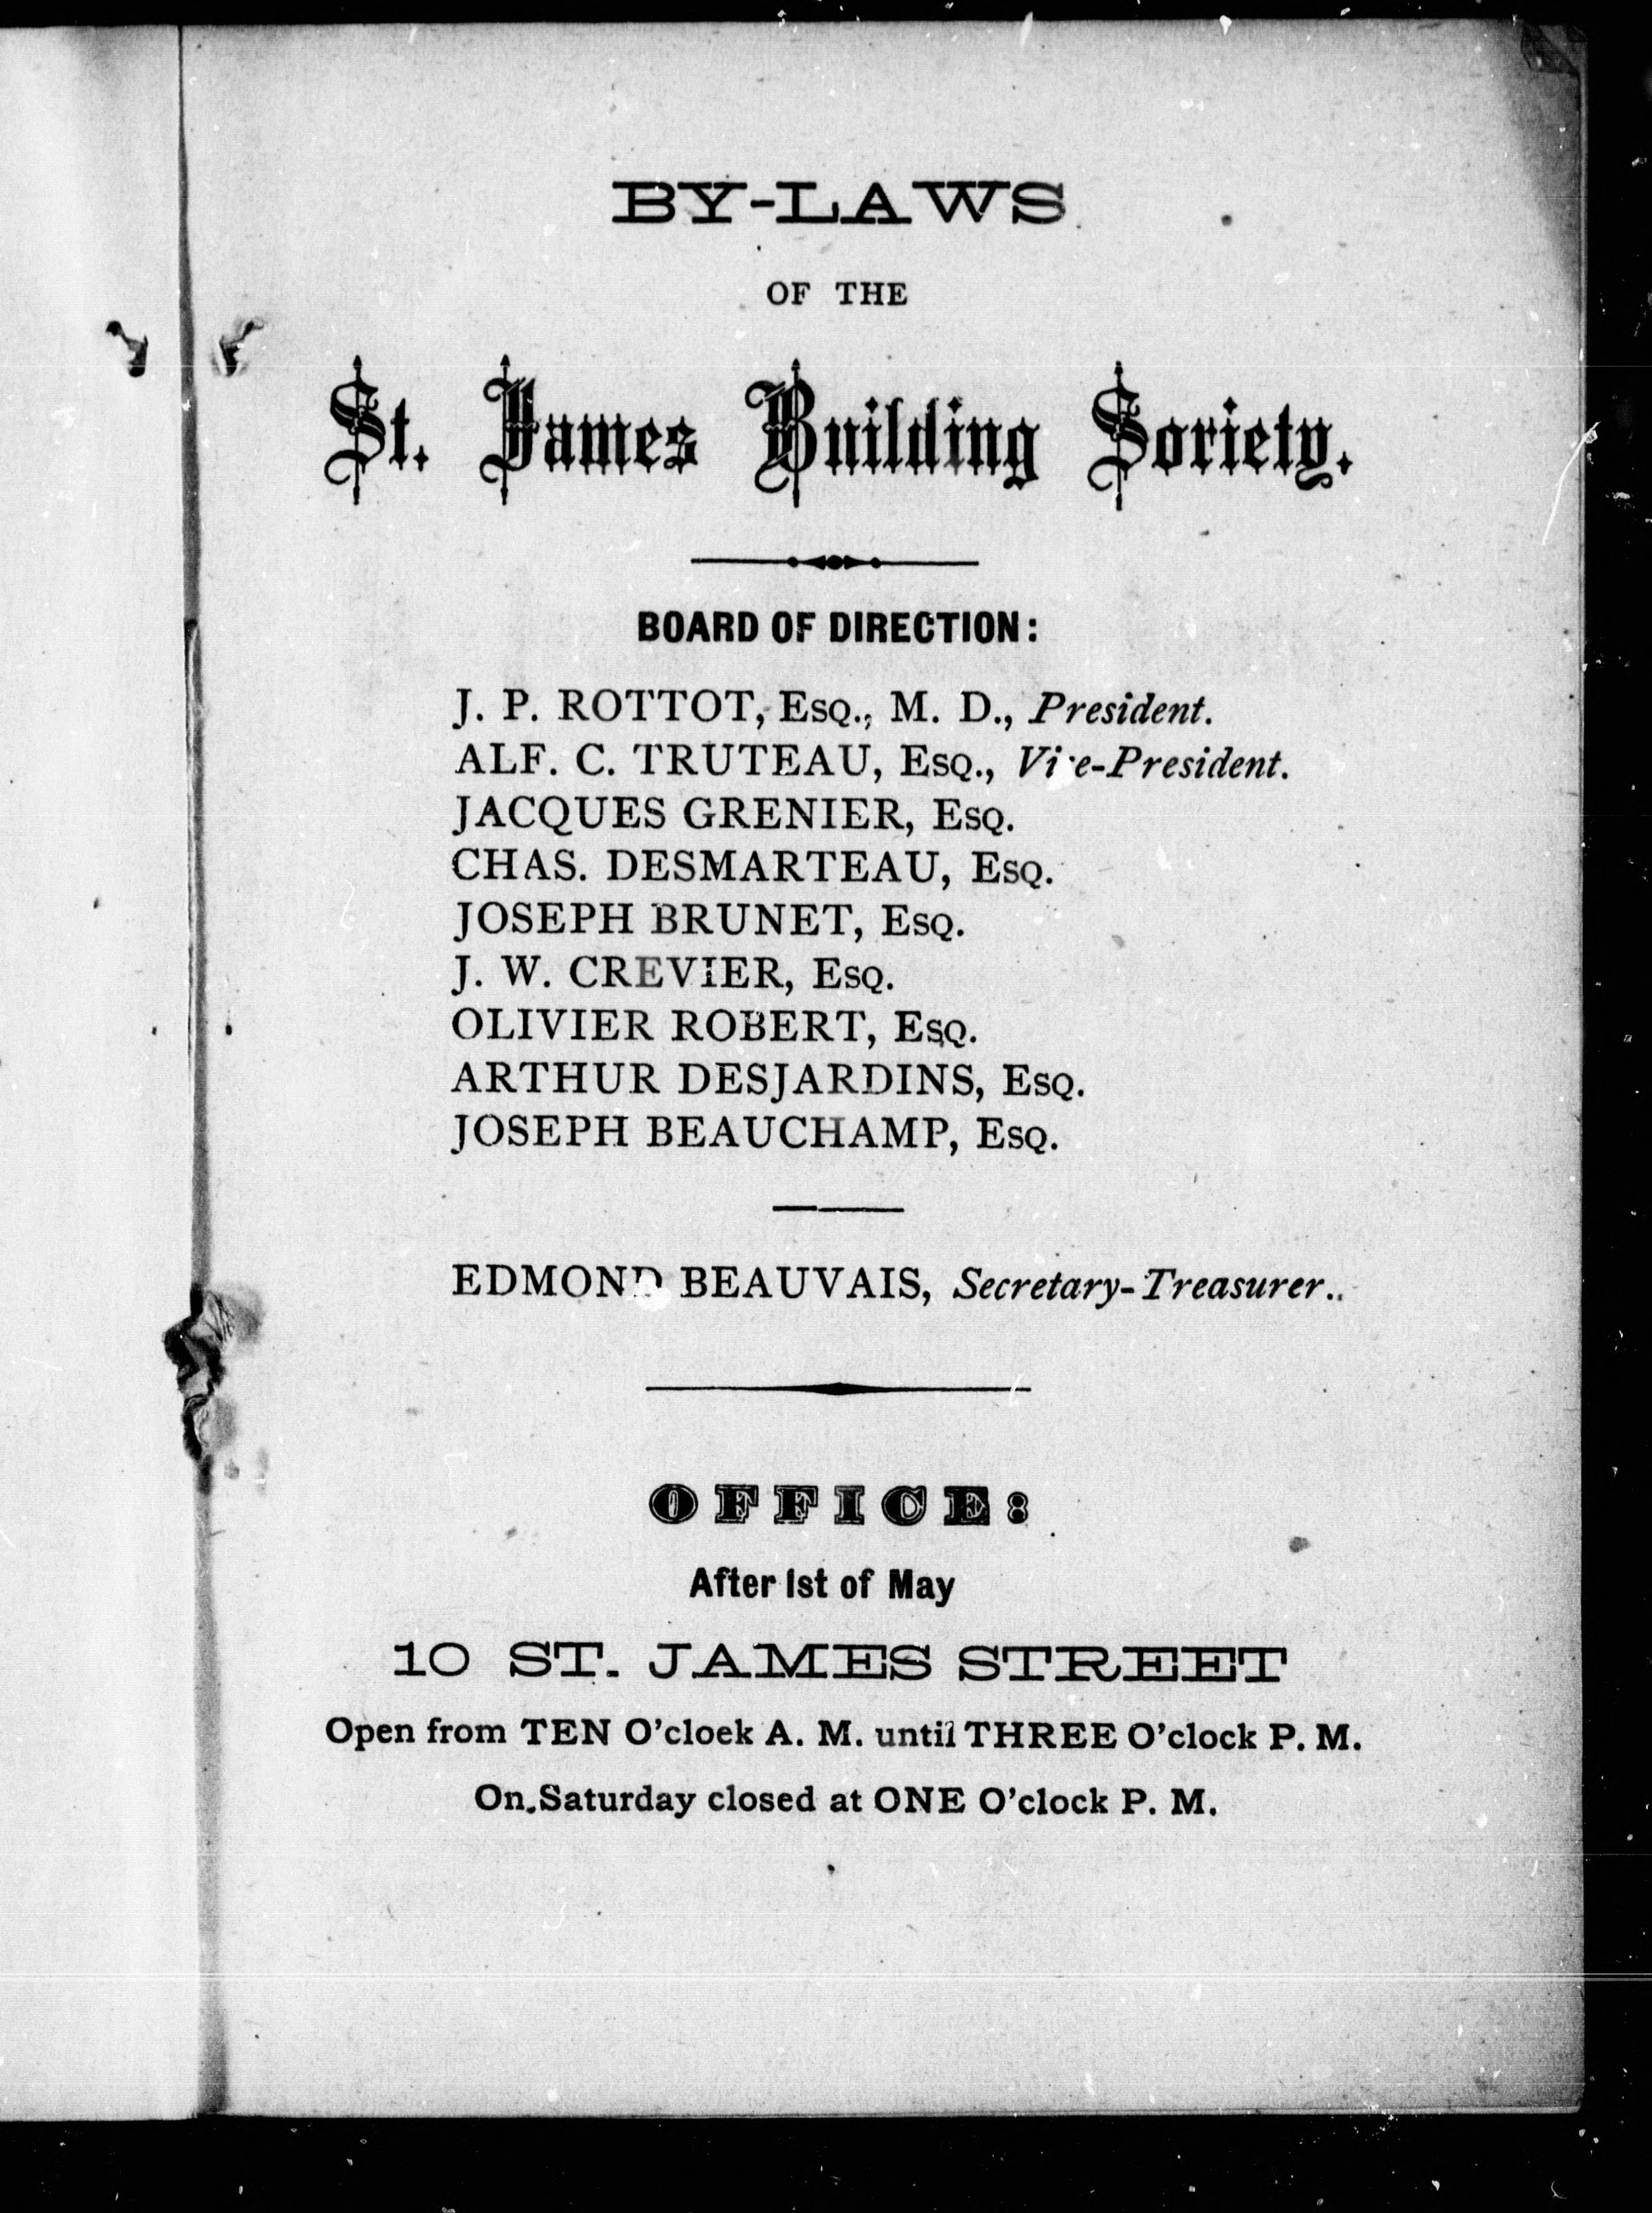 BY-LAWS
OF THE
St. James Building Society.
BOARD OF DIRECTION:
J. P. ROTTOT, Esq., M. D., President.
ALF. C. TRUTEAU, Esq., Vice-President.
JACQUES GRENIER, Esq.
CHAS. DESMARTEAU, Esq.
JOSEPH BRUNET, Esq.
J. W. CREVIER, Esq.
OLIVIER ROBERT, Esq.
ARTHUR DESJARDINS, Esq.
JOSEPH BEAUCHAMP, Esq.
EDMOND BEAUVAIS, Secretary-Treasurer..
OFFICE:
After 1st of May
10 ST. JAMES STREET
Open from TEN O'cloek A. M. until THREE O'clock P. M.
On Saturday closed at ONE O'clock P. M.